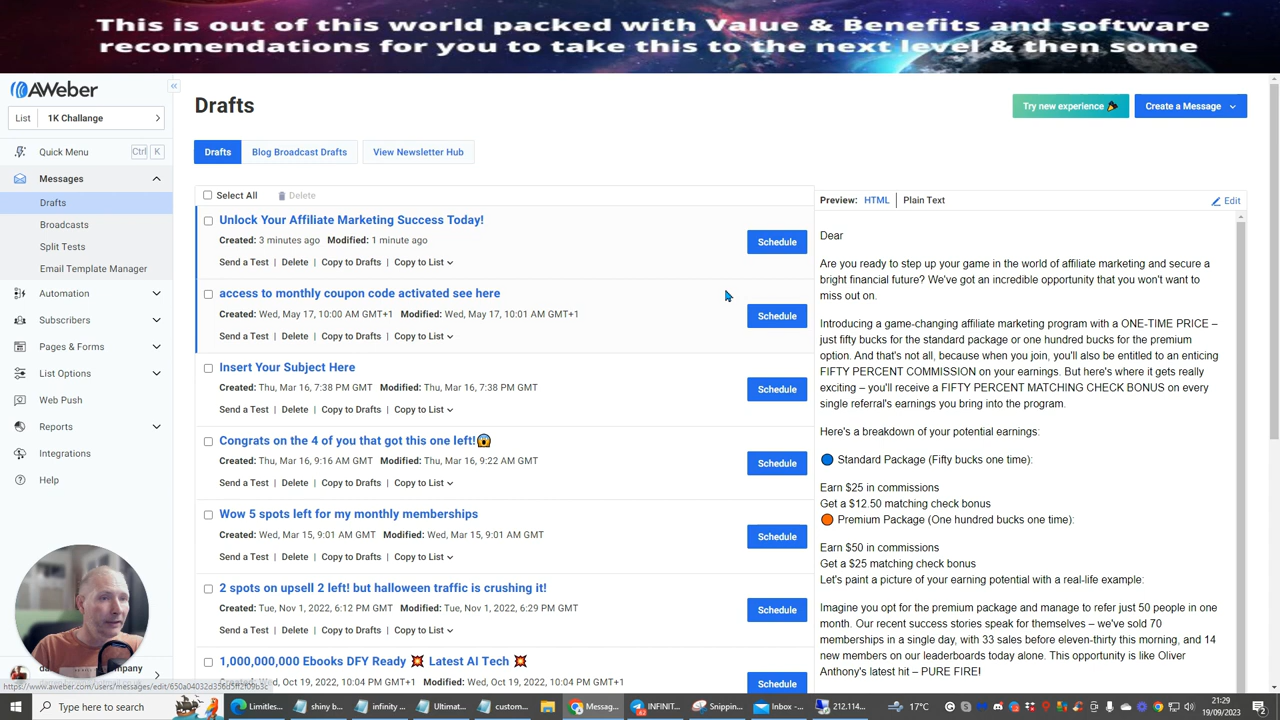 This is out of this world packed with Value & Benefits and software
recomendations for you to take this to the next level & then some
AWeber
List 1K Challange
Quick Menu Ctrl K
Messages
Drafts
Broadcasts
Split Tests
Email Template Manager
Automation
Subscribers
Pages & Forms
List Options
Web Push
Reports
Integrations
Help
Drafts
Try new experience
Create a Message
Drafts
Blog Broadcast Drafts
View Newsletter Hub
Select All Delete
Unlock Your Affiliate Marketing Success Today!
Created: 3 minutes ago Modified: 1 minute ago
Send a Test | Delete | Copy to Drafts | Copy to List
Schedule
access to monthly coupon code activated see here
Created: Wed, May 17, 10:00 AM GMT+1 Modified: Wed, May 17, 10:01 AM GMT+1
Send a Test | Delete | Copy to Drafts | Copy to List
Schedule
Insert Your Subject Here
Created: Thu, Mar 16, 7:38 PM GMT Modified: Thu, Mar 16, 7:38 PM GMT
Send a Test | Delete | Copy to Drafts | Copy to List
Schedule
Congrats on the 4 of you that got this one left!😱
Created: Thu, Mar 16, 9:16 AM GMT Modified: Thu, Mar 16, 9:22 AM GMT
Send a Test | Delete | Copy to Drafts | Copy to List
Schedule
Wow 5 spots left for my monthly memberships
Created: Wed, Mar 15, 9:01 AM GMT Modified: Wed, Mar 15, 9:01 AM GMT
Send a Test | Delete | Copy to Drafts | Copy to List
Schedule
2 spots on upsell 2 left! but halloween traffic is crushing it!
Created: Tue, Nov 1, 2022, 6:12 PM GMT Modified: Tue, Nov 1, 2022, 6:29 PM GMT
Send a Test | Delete | Copy to Drafts | Copy to List
Schedule
1,000,000,000 Ebooks DFY Ready 💥 Latest AI Tech 💥
Created: Wed, Oct 19, 2022, 10:04 PM GMT+1 Modified: Wed, Oct 19, 2022, 10:04 PM GMT+1
Schedule
Preview: HTML | Plain Text Edit
Dear
Are you ready to step up your game in the world of affiliate marketing and secure a
bright financial future? We've got an incredible opportunity that you won't want to
miss out on.
Introducing a game-changing affiliate marketing program with a ONE-TIME PRICE –
just fifty bucks for the standard package or one hundred bucks for the premium
option. And that's not all, because when you join, you'll also be entitled to an enticing
FIFTY PERCENT COMMISSION on your earnings. But here's where it gets really
exciting – you'll receive a FIFTY PERCENT MATCHING CHECK BONUS on every
single referral's earnings you bring into the program.
Here's a breakdown of your potential earnings:
🔵 Standard Package (Fifty bucks one time):
Earn $25 in commissions
Get a $12.50 matching check bonus
🟠 Premium Package (One hundred bucks one time):
Earn $50 in commissions
Get a $25 matching check bonus
Let's paint a picture of your earning potential with a real-life example:
Imagine you opt for the premium package and manage to refer just 50 people in one
month. Our recent success stories speak for themselves – we've sold 70
memberships in a single day, with 33 sales before eleven-thirty this morning, and 14
new members on our leaderboards today alone. This opportunity is like Oliver
Anthony's latest hit – PURE FIRE!
Type here to search
Limitles...
shiny b...
infinity ...
Ultimat...
custom...
Messag...
INFINIT...
Snippin...
Inbox - ...
212.114...
17°C
21:29
19/09/2023